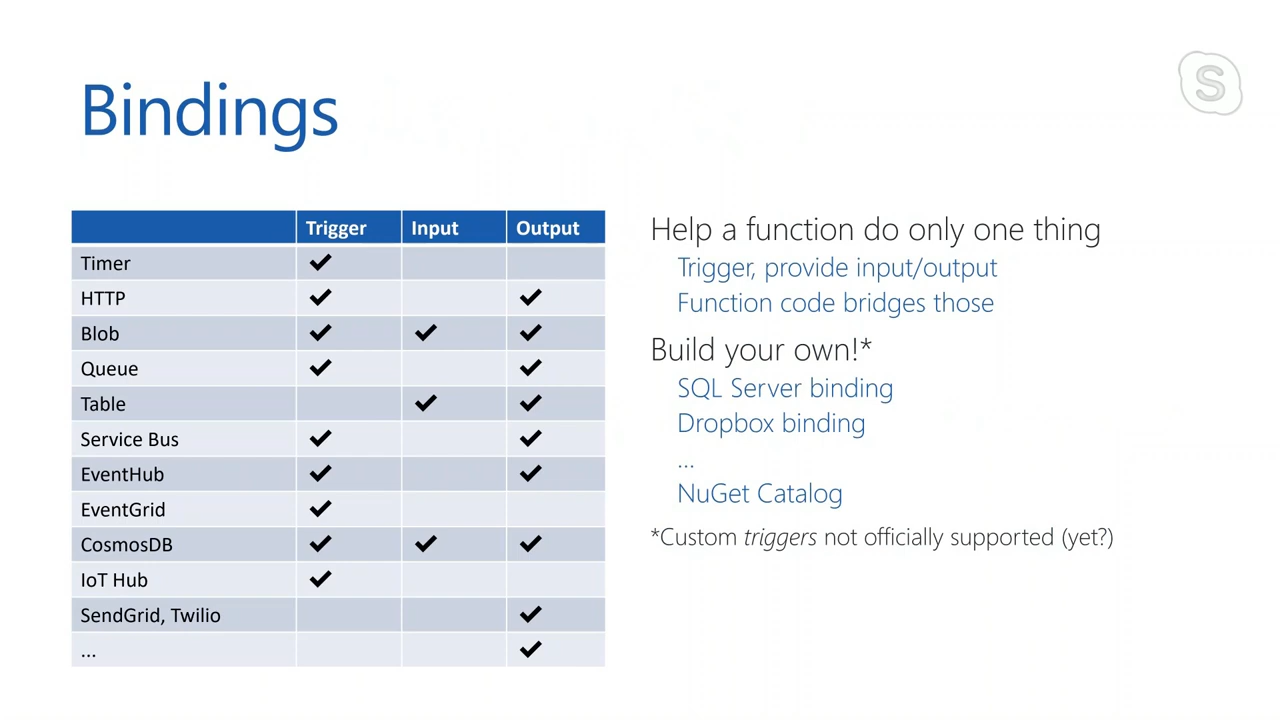 Bindings
S
Trigger Input Output
Timer ✔
HTTP ✔ ✔
Blob ✔ ✔ ✔
Queue ✔ ✔
Table ✔ ✔
Service Bus ✔ ✔
EventHub ✔ ✔
EventGrid ✔
CosmosDB ✔ ✔ ✔
IoT Hub ✔
SendGrid, Twilio ✔
... ✔
Help a function do only one thing
Trigger, provide input/output
Function code bridges those
Build your own!*
SQL Server binding
Dropbox binding
...
NuGet Catalog
*Custom triggers not officially supported (yet?)